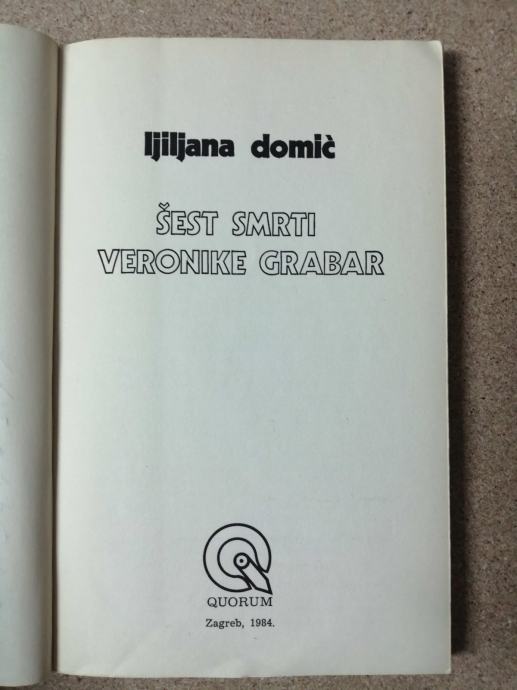 ljiljana domič
ŠEST SMRTI
VERONIKE GRABAR
QUORUM
Zagreb, 1984.